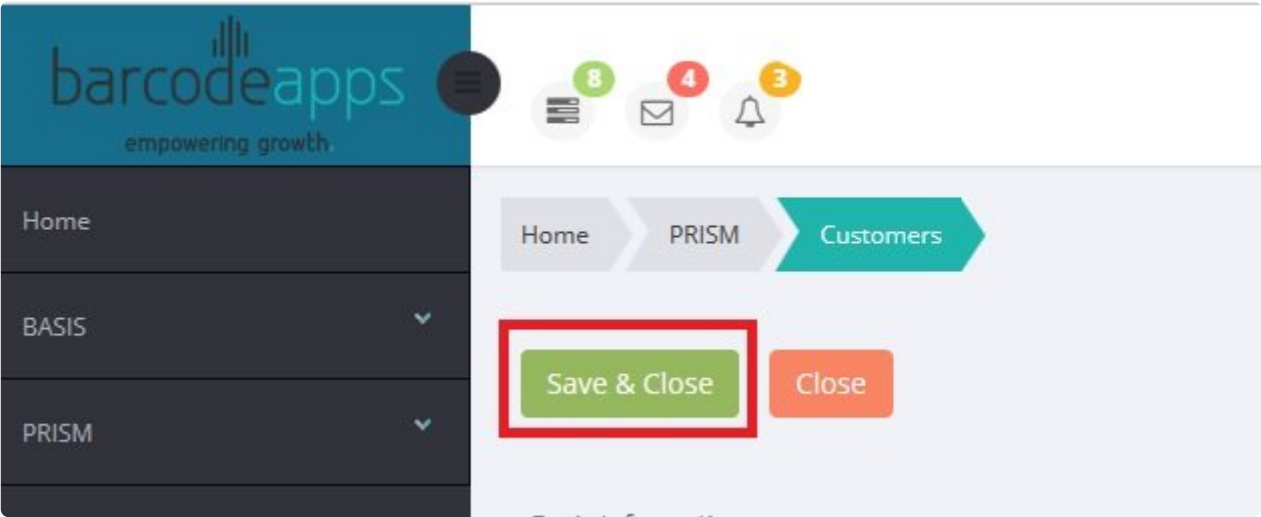 barcodeapps
empowering growth.
8 4 3
Home
BASIS
PRISM
Home PRISM Customers
Save & Close Close